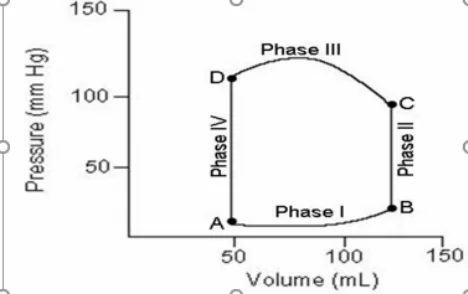 150
Phase III
D
100
C
Pressure (mm Hg)
Phase IV
Phase II
50
A
Phase I
B
50
100
150
Volume (mL)